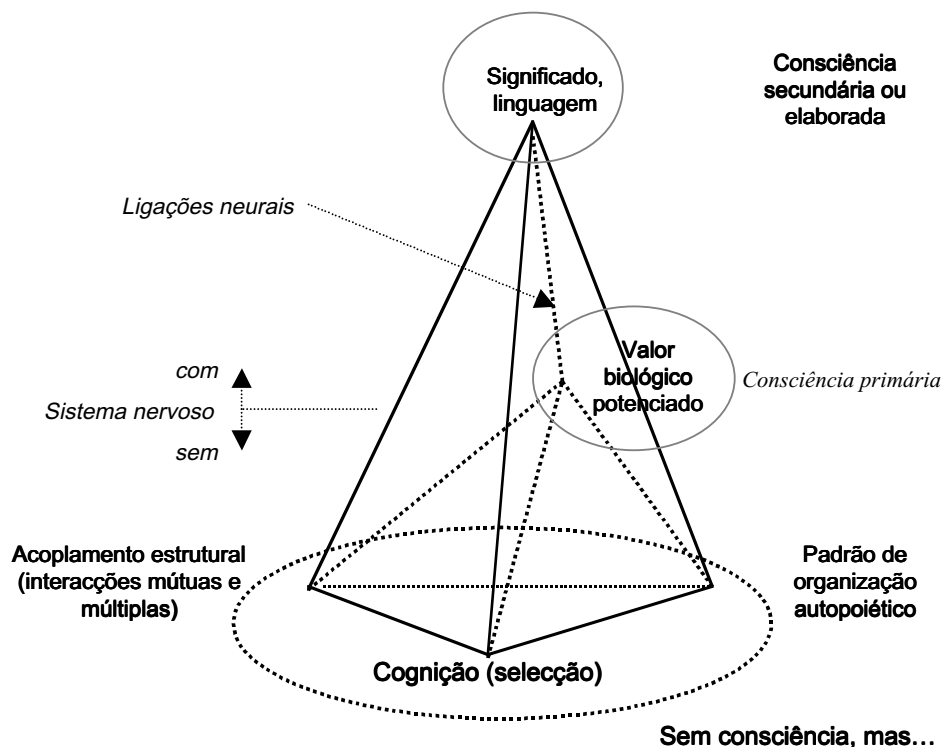 Significado,
linguagem
Consciência
secundária ou
elaborada
Ligações neurais
Valor
biológico
potenciado
Consciência primária
com
Sistema nervoso
sem
Acoplamento estrutural
(interacções mútuas e
múltiplas)
Padrão de
organização
autopoiético
Cognição (selecção)
Sem consciência, mas…